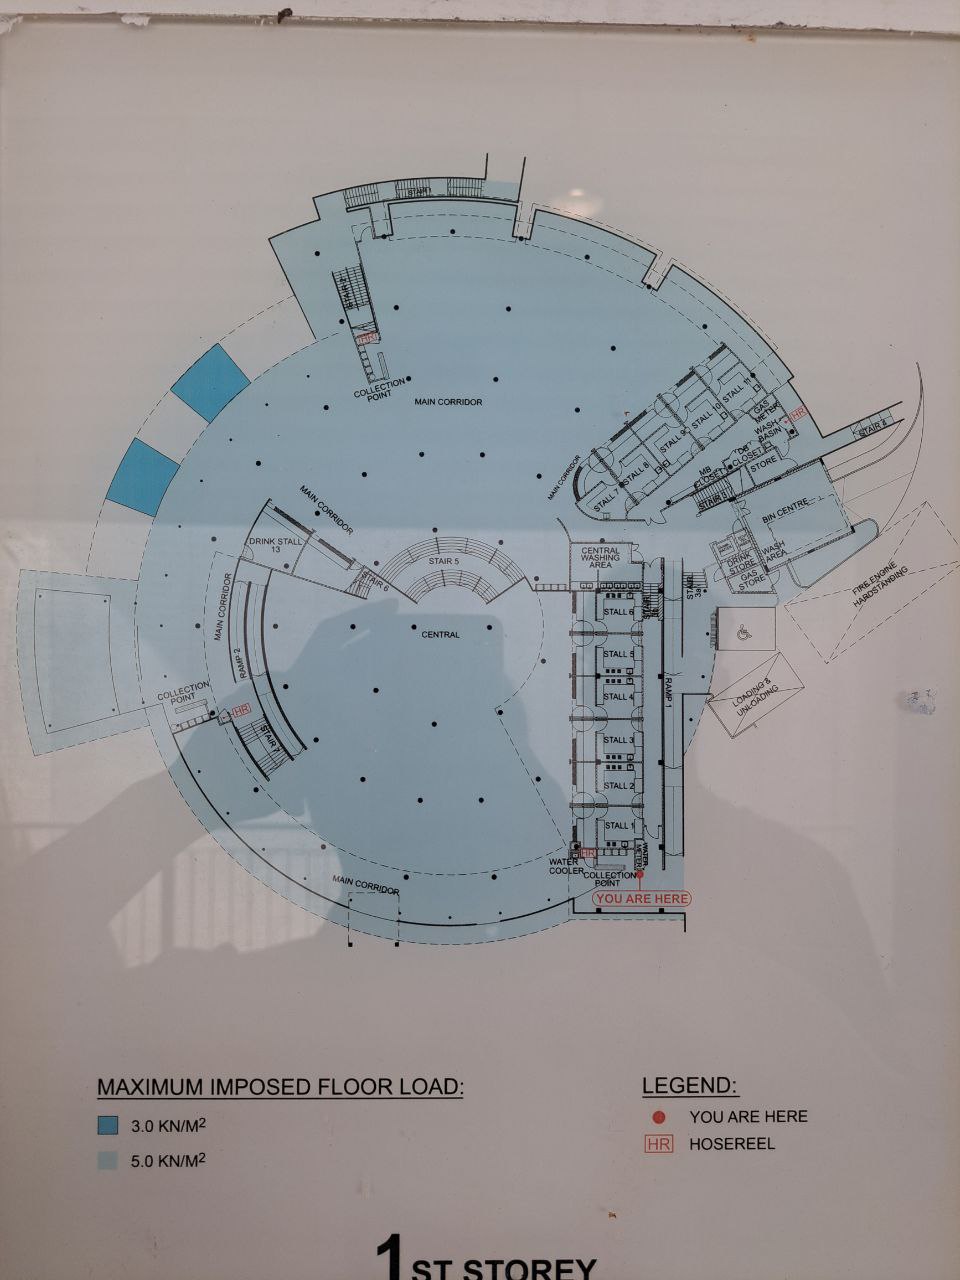 STAIR 1
STAIR 2
HR
COLLECTION
POINT
MAIN CORRIDOR
STALL 11
STALL 10
STALL 9
STALL 8
STALL 7
GAS
METER
HR
WASH
BASIN
DB
CLOSET
MB
CLOSET
STORE
STAIR 4
STAIR 3
MAIN CORRIDOR
BIN CENTRE
WASH
AREA
DRINK
STORE
GAS
STORE
FIRE ENGINE
HARDSTANDING
MAIN CORRIDOR
DRINK STALL
13
STAIR 6
STAIR 5
CENTRAL
WASHING
AREA
MAIN CORRIDOR
RAMP 2
CENTRAL
STALL 6
STALL 5
STALL 4
STALL 3
STALL 2
STALL 1
RAMP 1
LOADING &
UNLOADING
COLLECTION
POINT
HR
STAIR 7
MAIN CORRIDOR
WATER
COOLER
HR
COLLECTION
POINT
WATER
METER
YOU ARE HERE
MAXIMUM IMPOSED FLOOR LOAD:
3.0 KN/M²
5.0 KN/M²
LEGEND:
YOU ARE HERE
HR HOSEREEL
1ST STOREY